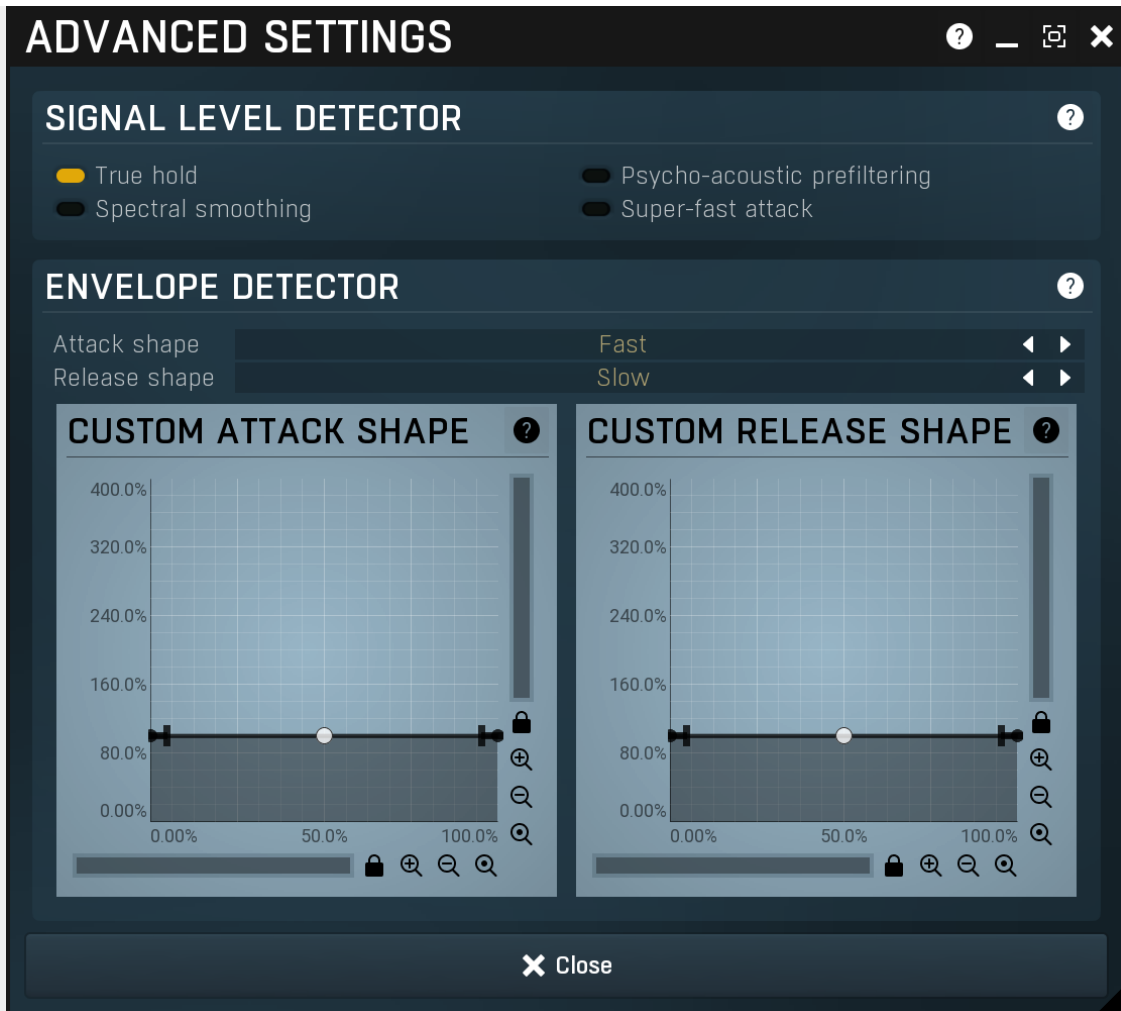 ADVANCED SETTINGS
SIGNAL LEVEL DETECTOR
True hold
Psycho-acoustic prefiltering
Spectral smoothing
Super-fast attack
ENVELOPE DETECTOR
Attack shape Fast
Release shape Slow
CUSTOM ATTACK SHAPE
400.0%
320.0%
240.0%
160.0%
80.0%
0.00%
0.00% 50.0% 100.0%
CUSTOM RELEASE SHAPE
400.0%
320.0%
240.0%
160.0%
80.0%
0.00%
0.00% 50.0% 100.0%
Close